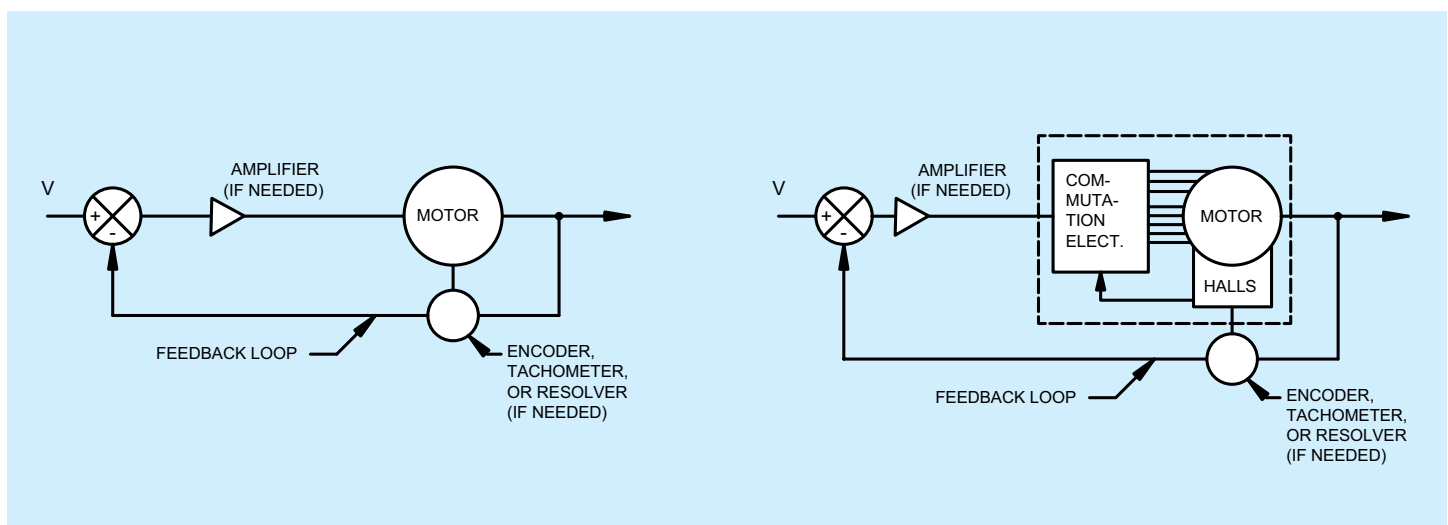 V
+
-
AMPLIFIER
(IF NEEDED)
MOTOR
FEEDBACK LOOP
ENCODER,
TACHOMETER,
OR RESOLVER
(IF NEEDED)
V
+
-
AMPLIFIER
(IF NEEDED)
COM-
MUTA-
TION
ELECT.
MOTOR
HALLS
FEEDBACK LOOP
ENCODER,
TACHOMETER,
OR RESOLVER
(IF NEEDED)